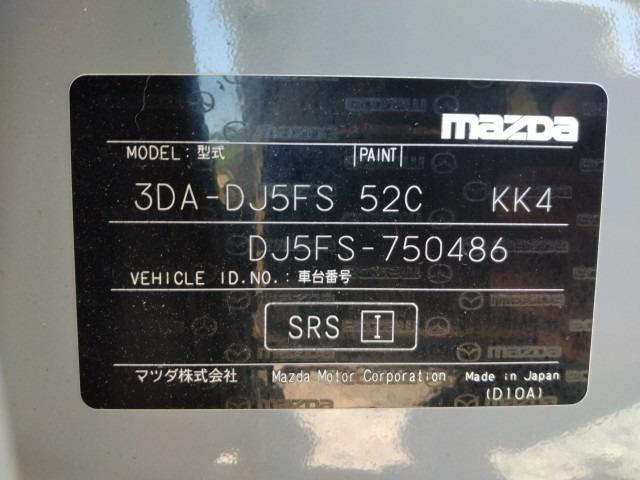 mazda
MODEL : 型式 PAINT
3DA-DJ5FS 52C KK4
DJ5FS-750486
VEHICLE ID.NO. : 車台番号
SRS I
マツダ株式会社 Mazda Motor Corporation Made in Japan
(D10A)